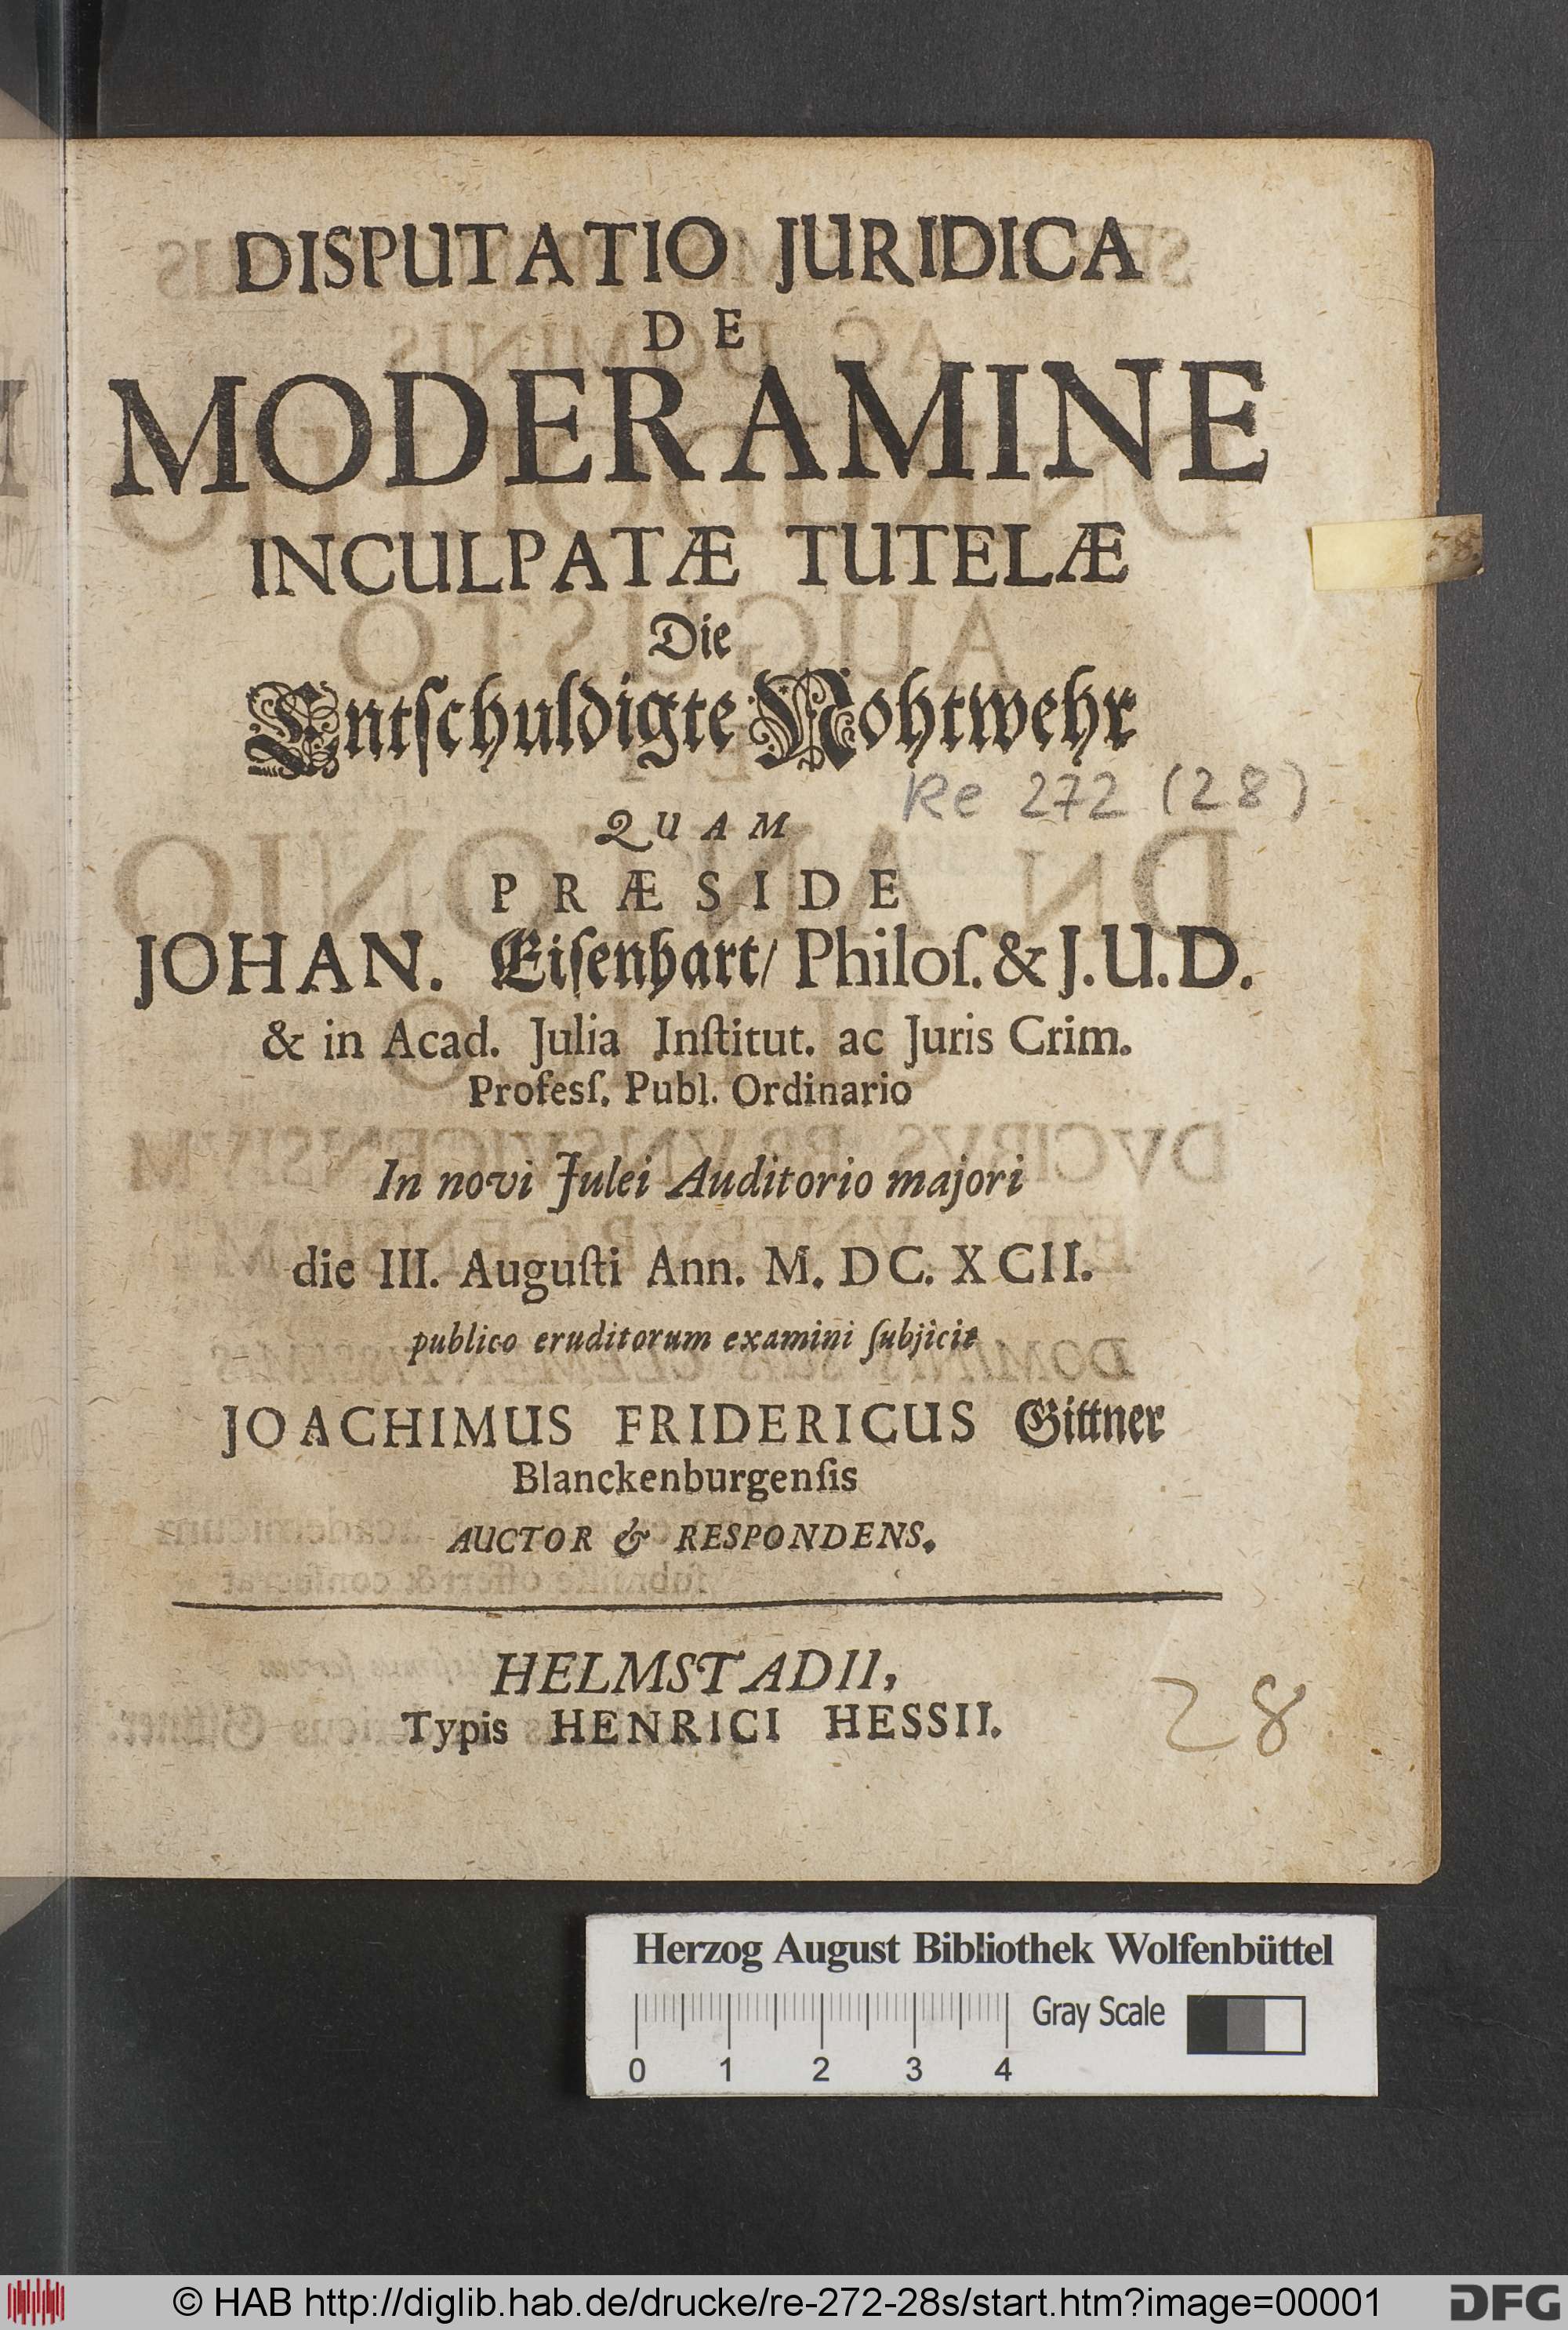 DISPUTATIO JURIDICA
DE
MODERAMINE
INCULPATÆ TUTELÆ
Die
Entſchuldigte Nohtwehr
Re 272 (28)
QUAM
PRÆSIDE
JOHAN. Eiſenhart/ Philoſ. & J.U.D.
& in Acad. Julia Inſtitut. ac Juris Crim.
Profesſ. Publ. Ordinario
In novi Julei Auditorio majori
die III. Auguſti Ann. M. DC. XCII.
publico eruditorum examini ſubjicit
JOACHIMUS FRIDERICUS Gittner
Blanckenburgenſis
AUCTOR & RESPONDENS.
HELMSTADII,
Typis HENRICI HESSII.
28
28.
Herzog August Bibliothek Wolfenbüttel
Gray Scale
0 1 2 3 4
© HAB http://diglib.hab.de/drucke/re-272-28s/start.htm?image=00001
DFG